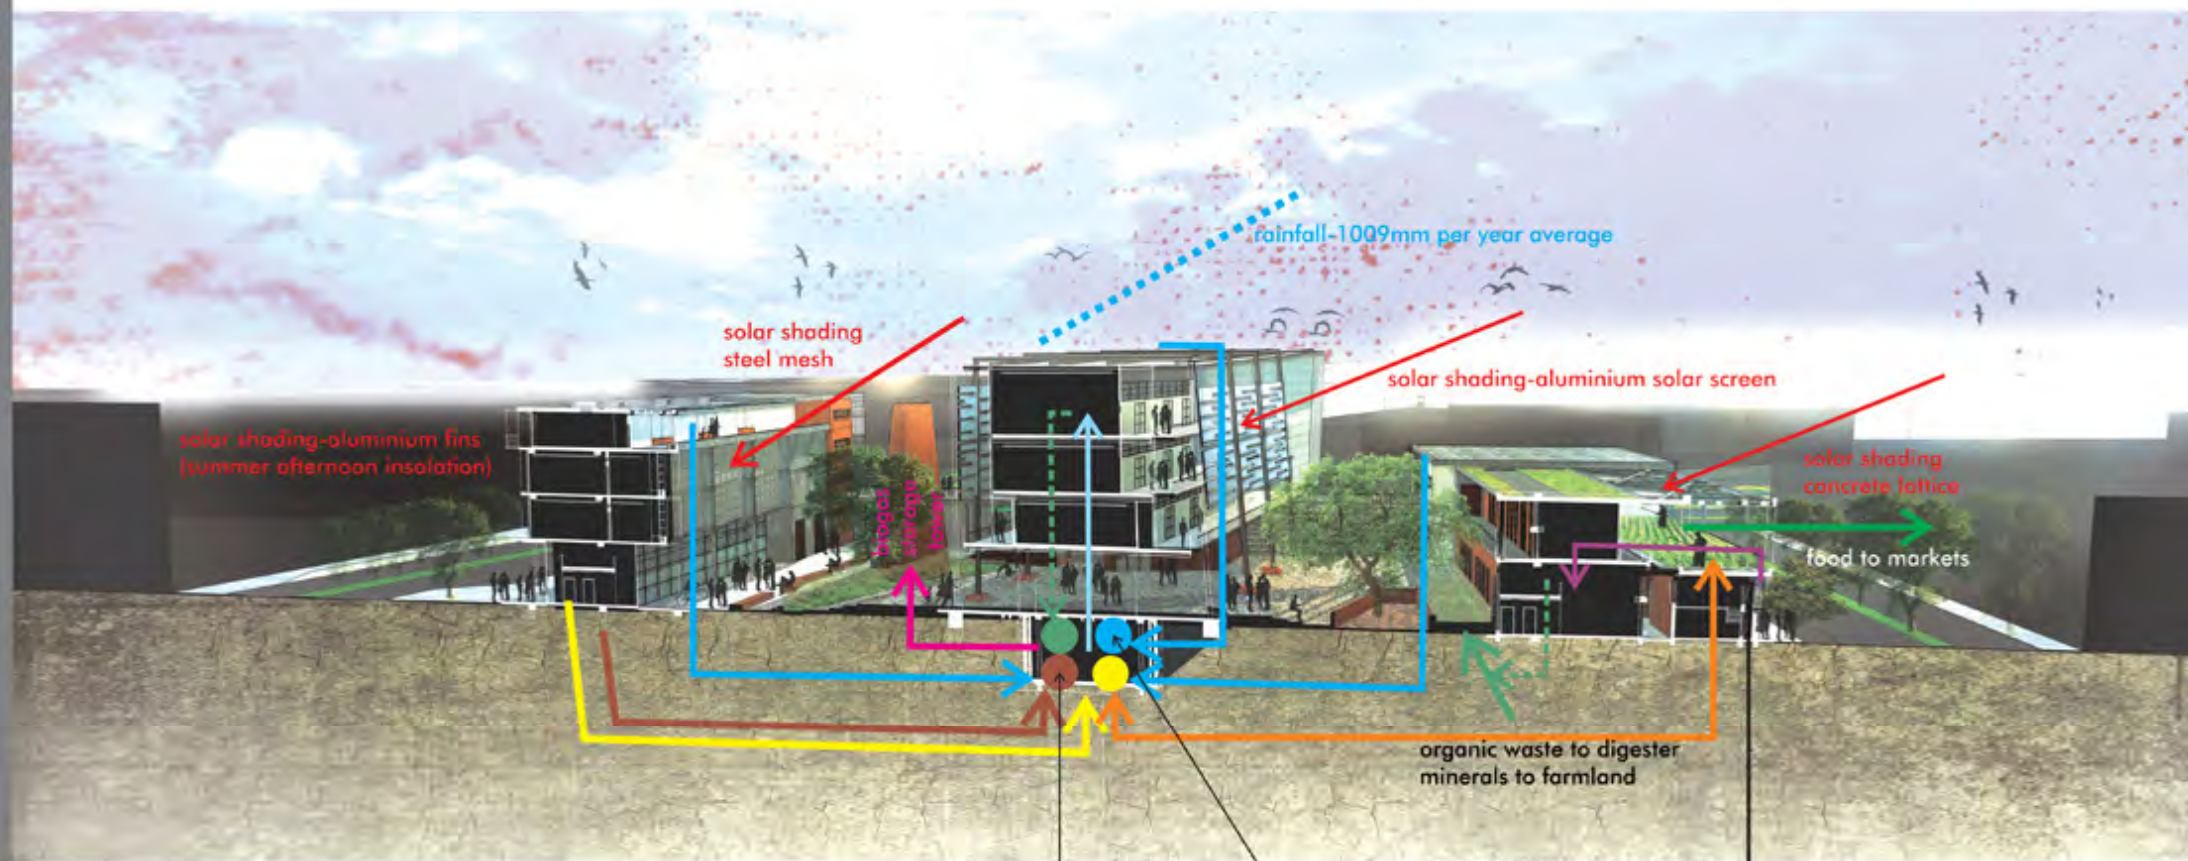 rainfall-1009mm per year average
solar shading
steel mesh
solar shading-aluminium solar screen
solar shading-aluminium fins
(summer afternoon insolation)
solar shading
concrete lattice
biogas
storage
tower
food to markets
organic waste to digester
minerals to farmland